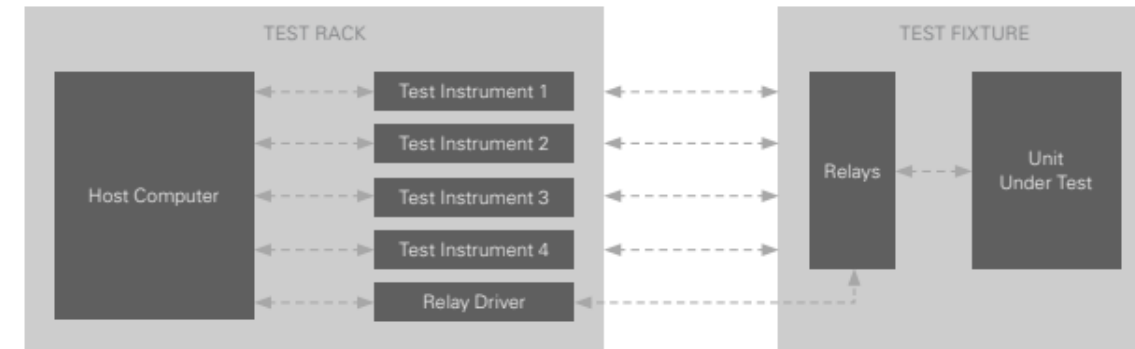 TEST RACK
TEST FIXTURE
Host Computer
Test Instrument 1
Test Instrument 2
Test Instrument 3
Test Instrument 4
Relay Driver
Relays
Unit
Under Test